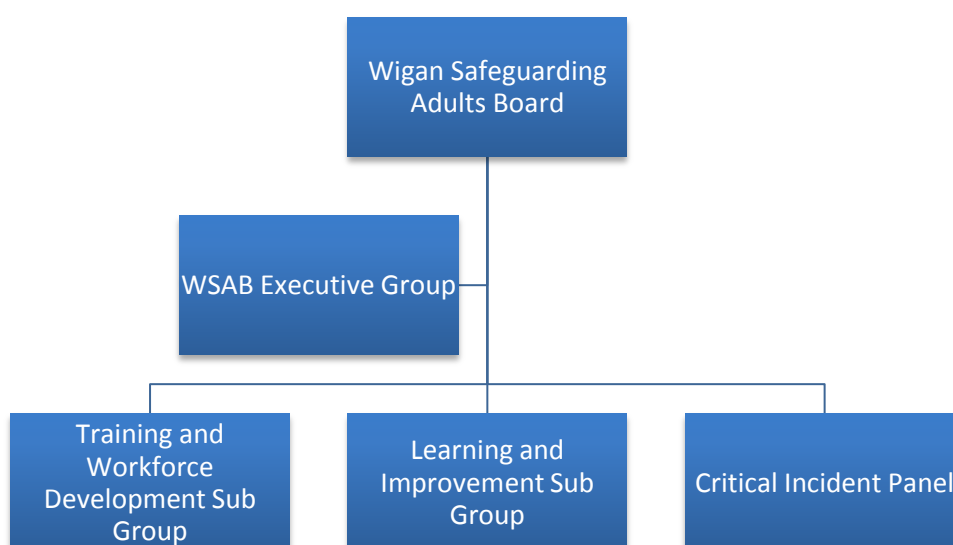 Wigan Safeguarding
Adults Board
WSAB Executive Group
Training and
Workforce
Development Sub
Group
Learning and
Improvement Sub
Group
Critical Incident Panel